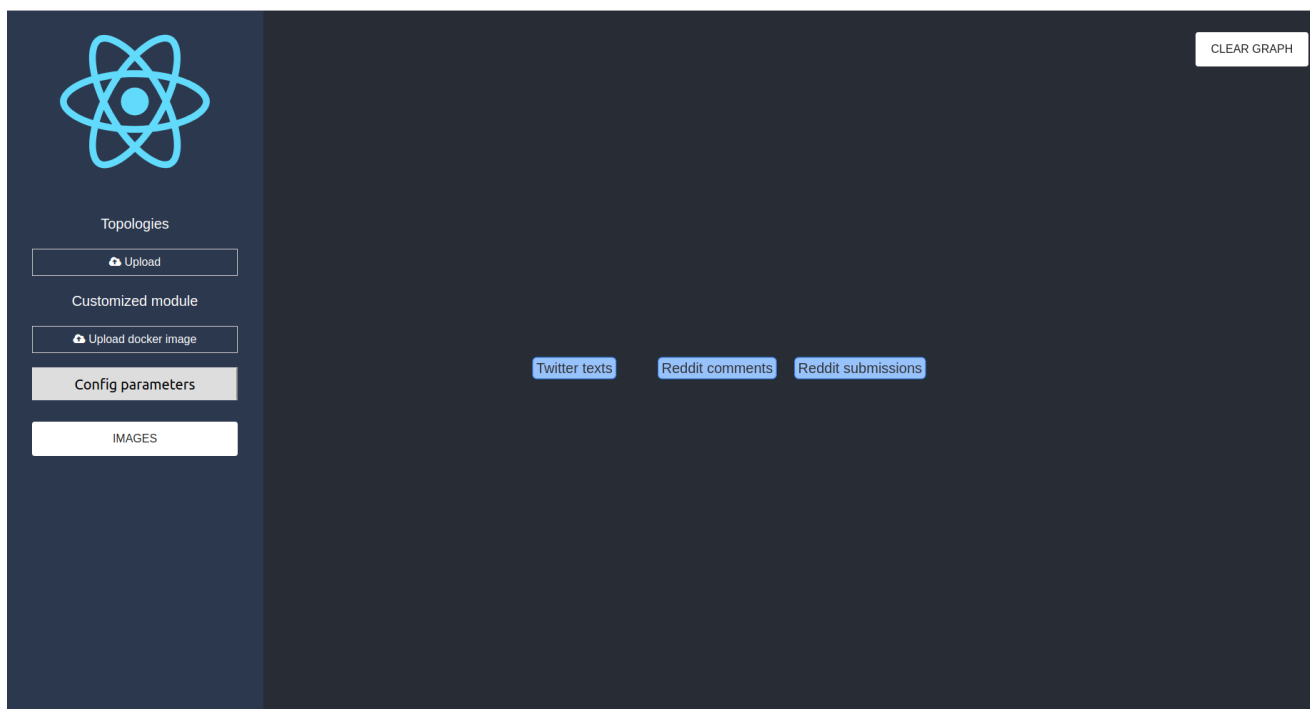 CLEAR GRAPH
Topologies
Upload
Customized module
Upload docker image
Config parameters
IMAGES
Twitter texts
Reddit comments
Reddit submissions